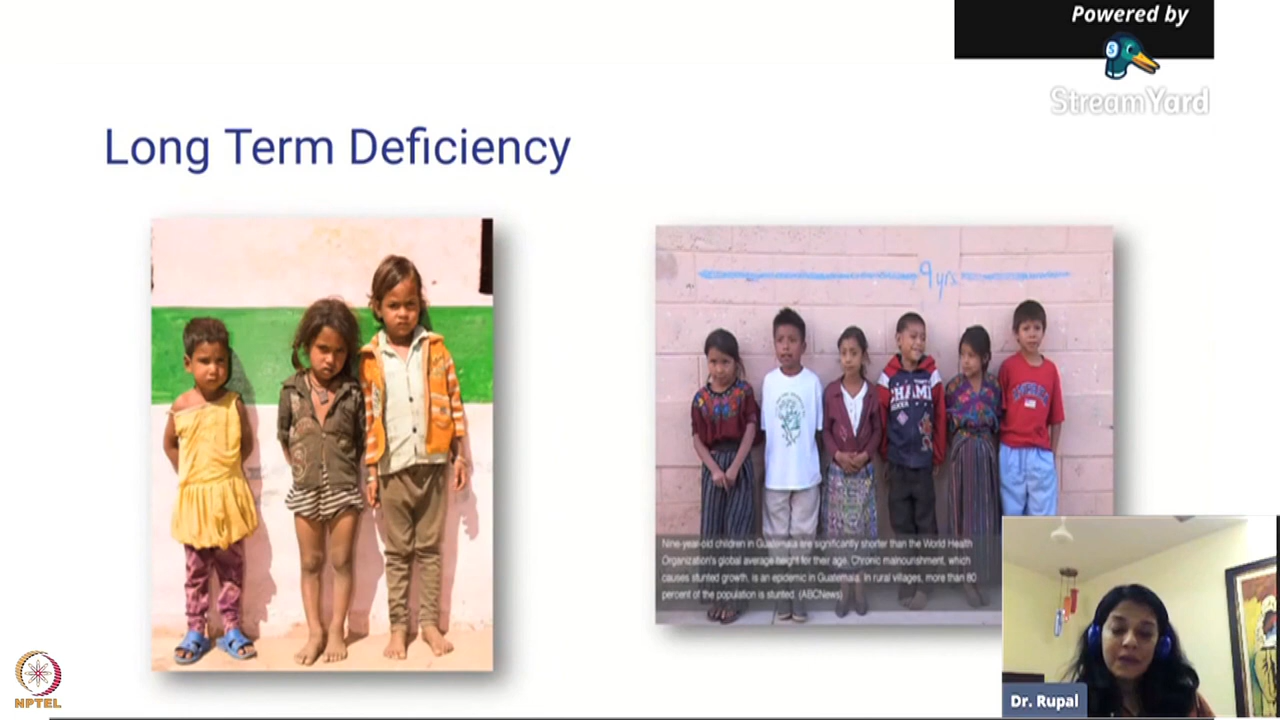 Powered by
StreamYard
Long Term Deficiency
9 yrs
CHAMP
Nine-year-old children in Guatemala are significantly shorter than the World Health
Organization's global average height for their age. Chronic malnourishment, which
causes stunted growth, is an epidemic in Guatemala. In rural villages, more than 80
percent of the population is stunted. (ABCNews)
NPTEL
Dr. Rupal